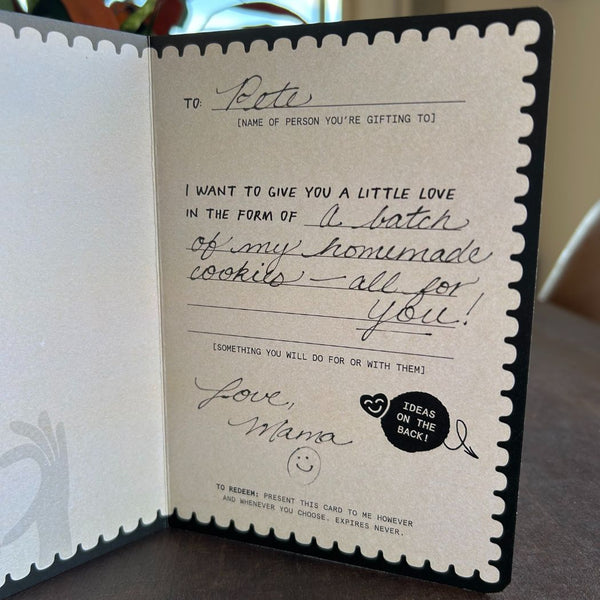 TO: Pete
[NAME OF PERSON YOU'RE GIFTING TO]
I WANT TO GIVE YOU A LITTLE LOVE
IN THE FORM OF A batch
of my homemade
cookies - all for
you!
[SOMETHING YOU WILL DO FOR OR WITH THEM]
Love,
Mama
IDEAS
ON THE
BACK!
TO REDEEM: PRESENT THIS CARD TO ME HOWEVER
AND WHENEVER YOU CHOOSE. EXPIRES NEVER.